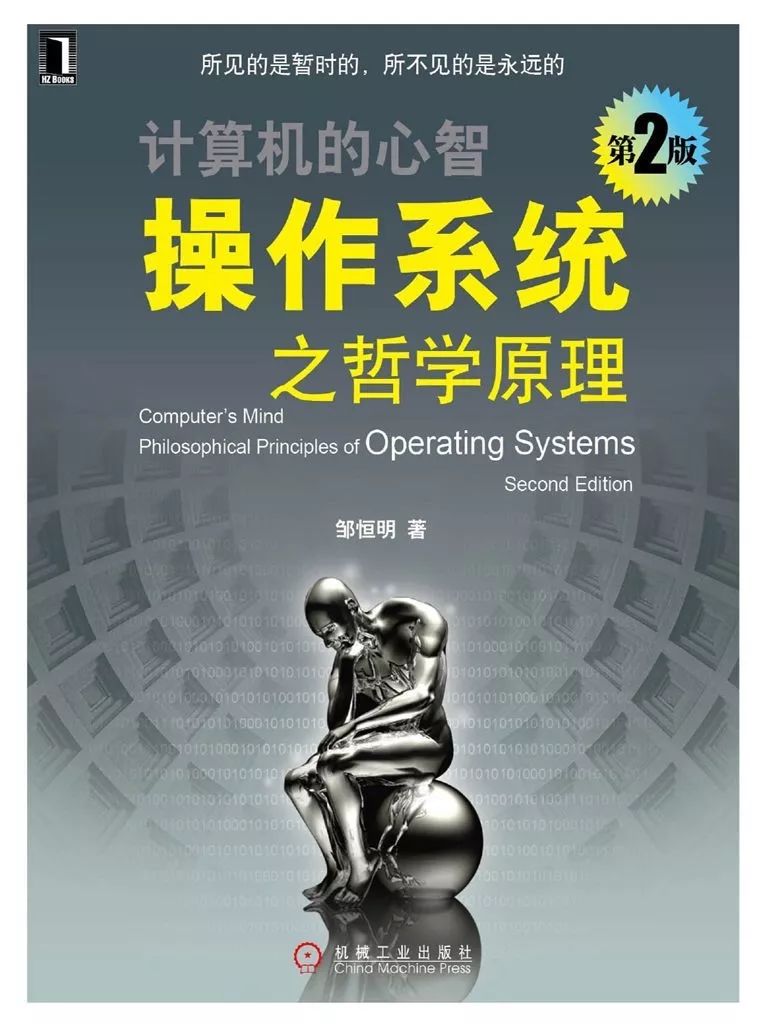 HZ BOOKS
所见的是暂时的，所不见的是永远的
计算机的心智
第2版
操作系统
之哲学原理
Computer's Mind
Philosophical Principles of Operating Systems
Second Edition
邹恒明 著
机械工业出版社
China Machine Press